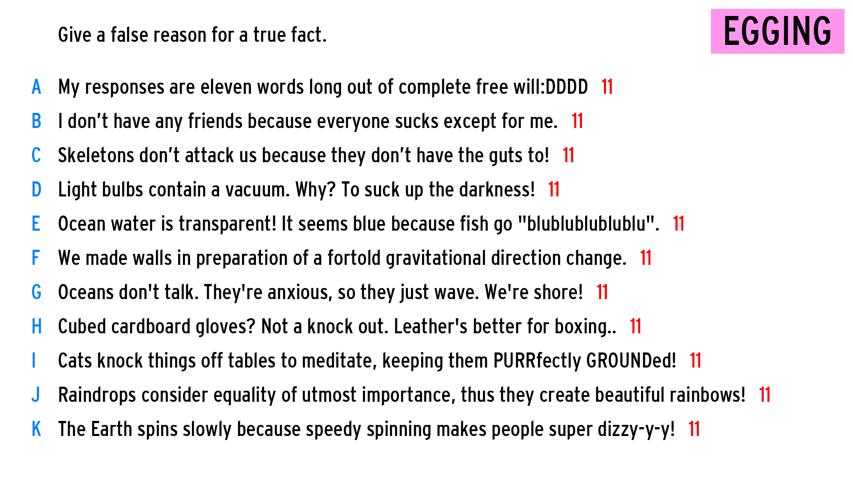 Give a false reason for a true fact.
EGGING
A My responses are eleven words long out of complete free will:DDDD 11
B I don’t have any friends because everyone sucks except for me. 11
C Skeletons don’t attack us because they don’t have the guts to! 11
D Light bulbs contain a vacuum. Why? To suck up the darkness! 11
E Ocean water is transparent! It seems blue because fish go "blublublublublu". 11
F We made walls in preparation of a fortold gravitational direction change. 11
G Oceans don't talk. They're anxious, so they just wave. We're shore! 11
H Cubed cardboard gloves? Not a knock out. Leather's better for boxing.. 11
I Cats knock things off tables to meditate, keeping them PURRfectly GROUNDed! 11
J Raindrops consider equality of utmost importance, thus they create beautiful rainbows! 11
K The Earth spins slowly because speedy spinning makes people super dizzy-y-y! 11